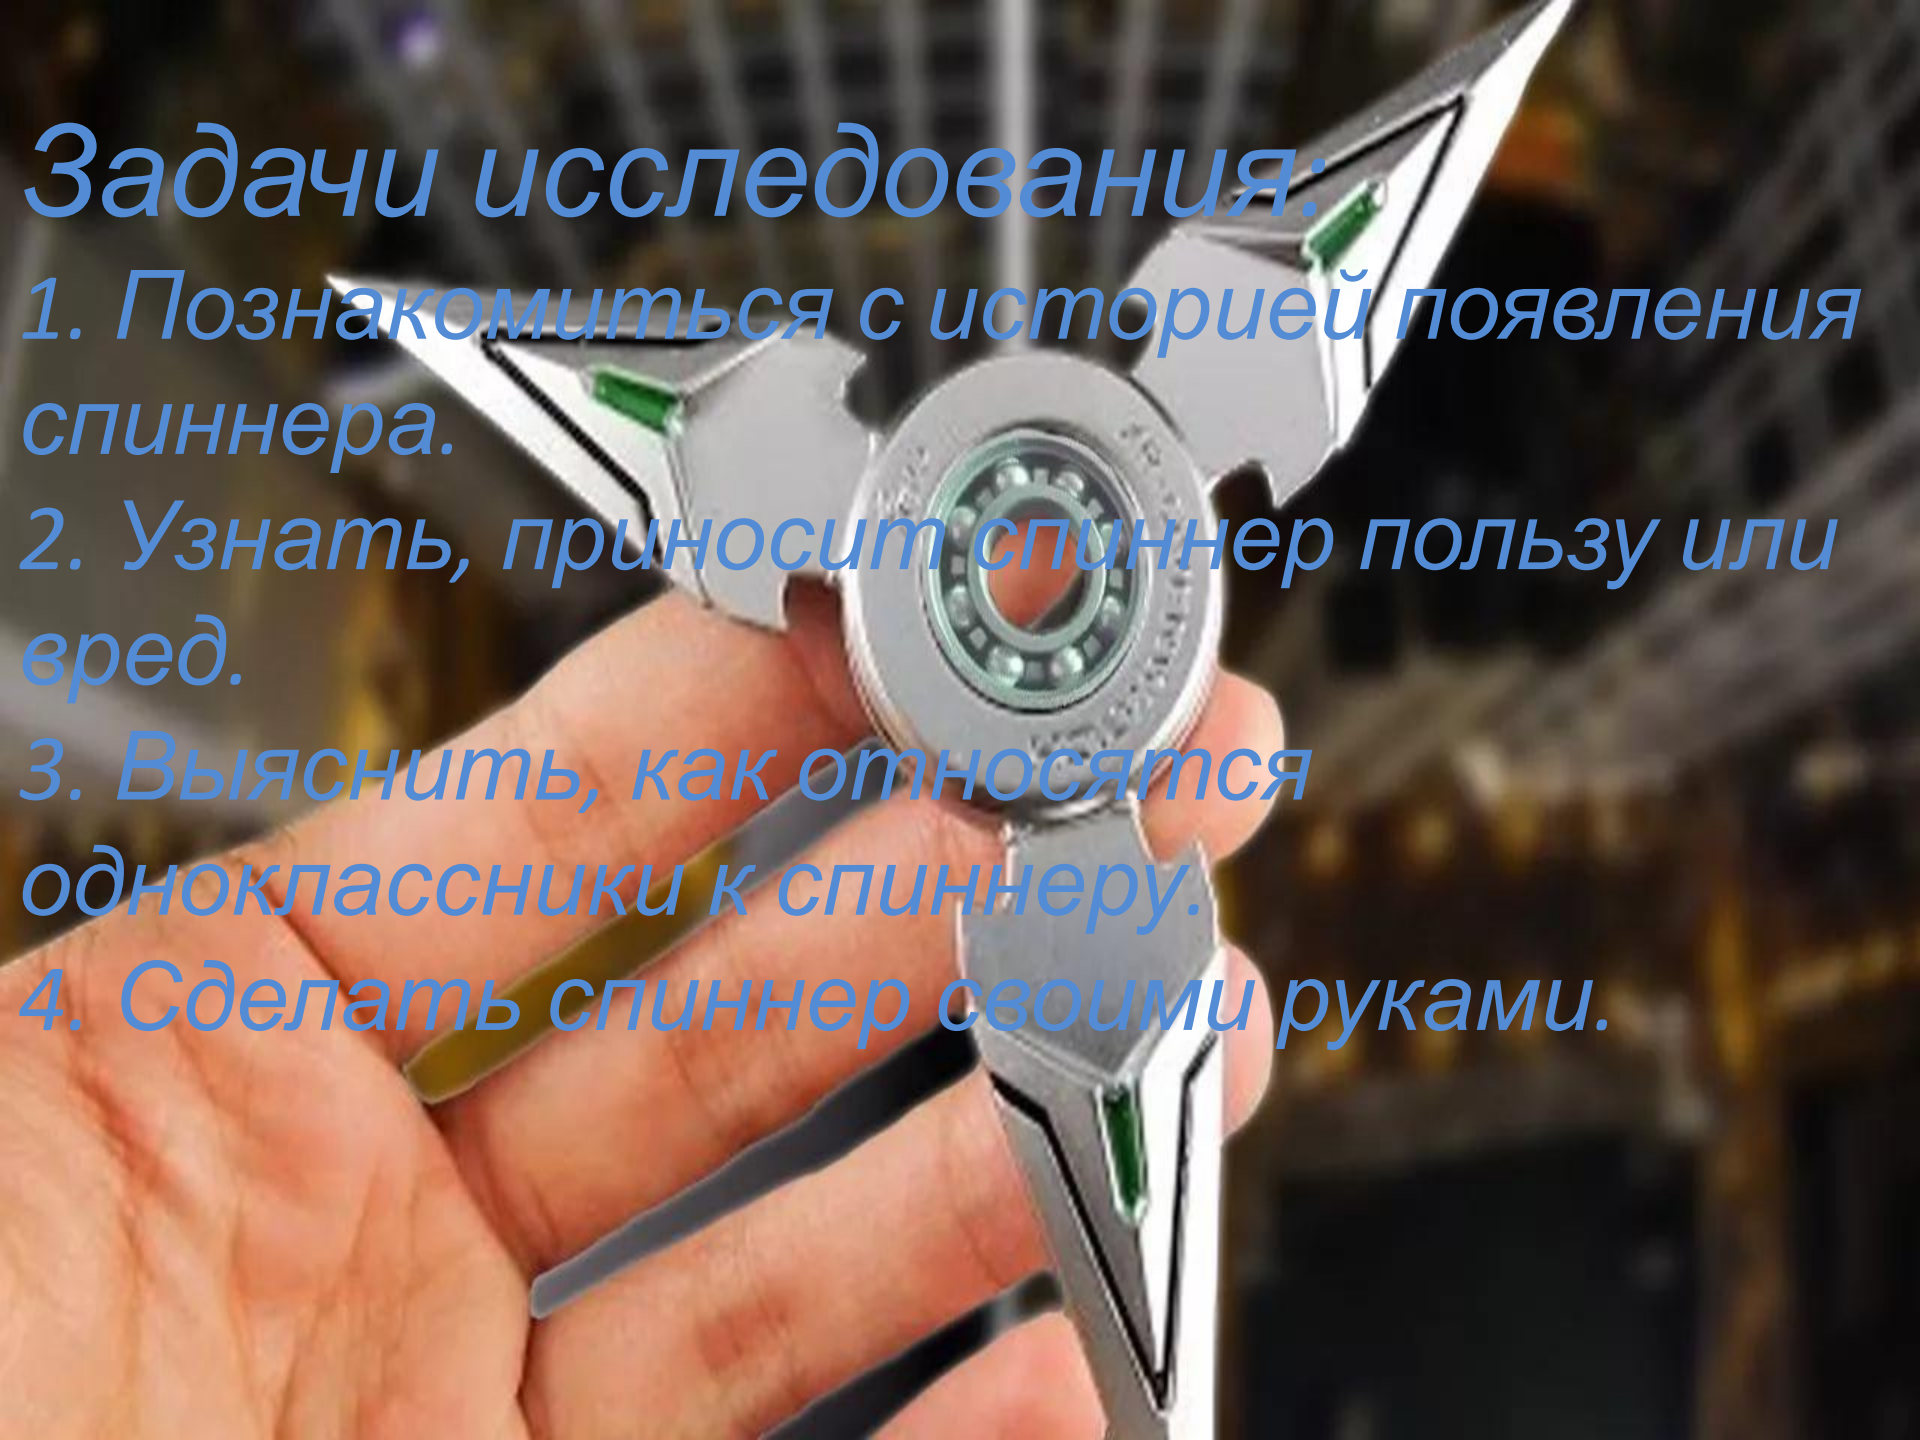 Задачи исследования:
1. Познакомиться с историей появления
спиннера.
2. Узнать, приносит спиннер пользу или
вред.
3. Выяснить, как относятся
одноклассники к спиннеру.
4. Сделать спиннер своими руками.